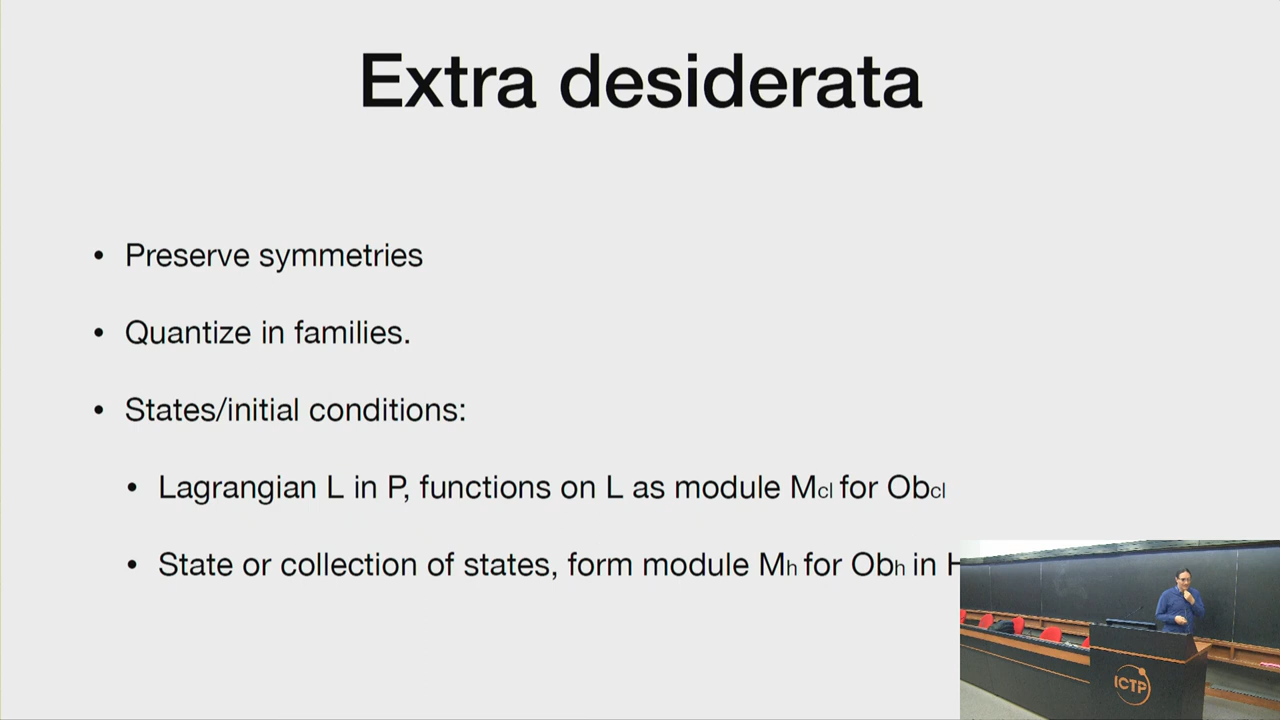 Extra desiderata
• Preserve symmetries
• Quantize in families.
• States/initial conditions:
• Lagrangian L in P, functions on L as module Mcl for Obcl
• State or collection of states, form module Mh for Obh in H
ICTP